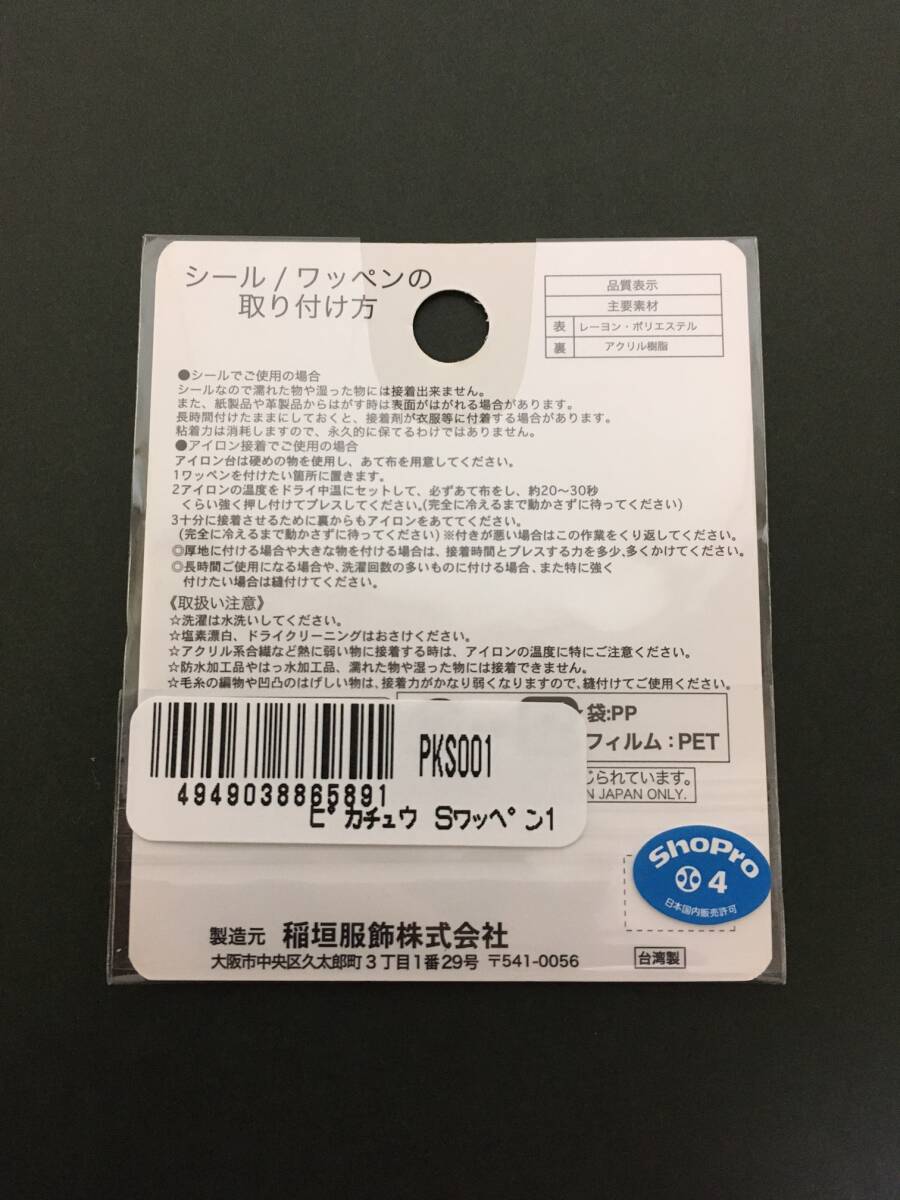 シール / ワッペンの
取り付け方
品質表示
主要素材
表 レーヨン・ポリエステル
裏 アクリル樹脂
●シールでご使用の場合
シールなので濡れた物や湿った物には接着出来ません。
また、紙製品や革製品からはがす時は表面がはがれる場合があります。
長時間付けたままにしておくと、接着剤が衣服等に付着する場合があります。
粘着力は消耗しますので、永久的に保てるわけではありません。
●アイロン接着でご使用の場合
アイロン台は硬めの物を使用し、あて布を用意してください。
1ワッペンを付けたい箇所に置きます。
2アイロンの温度をドライ中温にセットして、必ずあて布をし、約20〜30秒
くらい強く押し付けてプレスしてください。(完全に冷えるまで動かさずに待ってください)
3十分に接着させるために裏からもアイロンをあててください。
(完全に冷えるまで動かさずに待ってください)※付きが悪い場合はこの作業をくり返してください。
◎厚地に付ける場合や大きな物を付ける場合は、接着時間とプレスする力を多少、多くかけてください。
◎長時間ご使用になる場合や、洗濯回数の多いものに付ける場合、また特に強く
付けたい場合は縫付けてください。
《取扱い注意》
☆洗濯は水洗いしてください。
☆塩素漂白、ドライクリーニングはおさけください。
☆アクリル系合繊など熱に弱い物に接着する時は、アイロンの温度に特にご注意ください。
☆防水加工品やはっ水加工品、濡れた物や湿った物には接着できません。
☆毛糸の編物や凹凸のはげしい物は、接着力がかなり弱くなりますので、縫付けてご使用ください。
袋:PP
フィルム:PET
じられています。
N JAPAN ONLY.
PKS001
4949038865891
ピカチュウ Sワッペン1
ShoPro
4
日本国内販売許可
製造元 稲垣服飾株式会社
大阪市中央区久太郎町3丁目1番29号 〒541-0056
台湾製